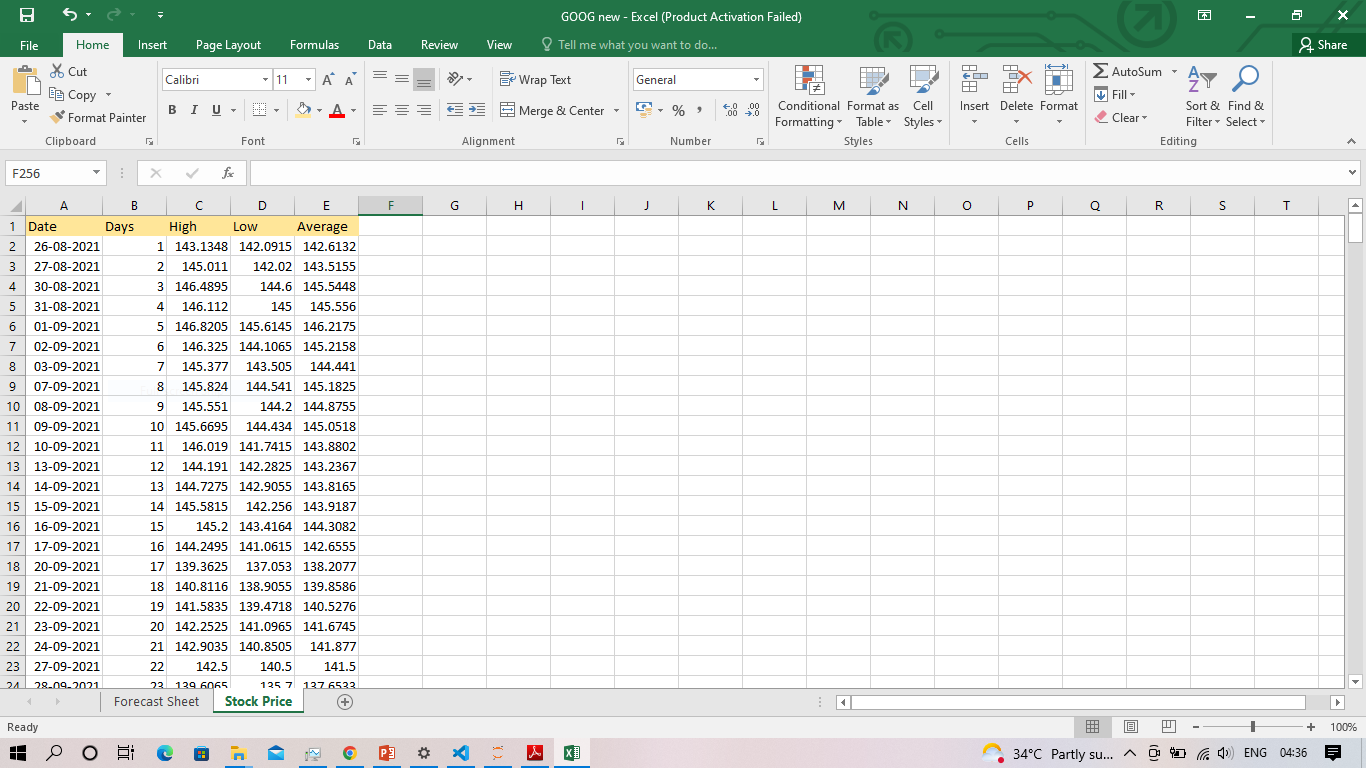 GOOG new - Excel (Product Activation Failed)
File Home Insert Page Layout Formulas Data Review View Tell me what you want to do... Share
Paste Cut Copy Format Painter Clipboard
Calibri 11 B I U Font
Wrap Text Merge & Center Alignment
General % Number
Conditional Formatting Format as Table Cell Styles Styles
Insert Delete Format Cells
AutoSum Fill Clear Sort & Filter Find & Select Editing
F256 fx
A B C D E F G H I J K L M N O P Q R S T
1 Date Days High Low Average
2 26-08-2021 1 143.1348 142.0915 142.6132
3 27-08-2021 2 145.011 142.02 143.5155
4 30-08-2021 3 146.4895 144.6 145.5448
5 31-08-2021 4 146.112 145 145.556
6 01-09-2021 5 146.8205 145.6145 146.2175
7 02-09-2021 6 146.325 144.1065 145.2158
8 03-09-2021 7 145.377 143.505 144.441
9 07-09-2021 8 145.824 144.541 145.1825
10 08-09-2021 9 145.551 144.2 144.8755
11 09-09-2021 10 145.6695 144.434 145.0518
12 10-09-2021 11 146.019 141.7415 143.8802
13 13-09-2021 12 144.191 142.2825 143.2367
14 14-09-2021 13 144.7275 142.9055 143.8165
15 15-09-2021 14 145.5815 142.256 143.9187
16 16-09-2021 15 145.2 143.4164 144.3082
17 17-09-2021 16 144.2495 141.0615 142.6555
18 20-09-2021 17 139.3625 137.053 138.2077
19 21-09-2021 18 140.8116 138.9055 139.8586
20 22-09-2021 19 141.5835 139.4718 140.5276
21 23-09-2021 20 142.2525 141.0965 141.6745
22 24-09-2021 21 142.9035 140.8505 141.877
23 27-09-2021 22 142.5 140.5 141.5
24 28-09-2021 23 139.6065 135.7 137.6533
Forecast Sheet Stock Price
Ready 100%
34°C Partly su... ENG 04:36